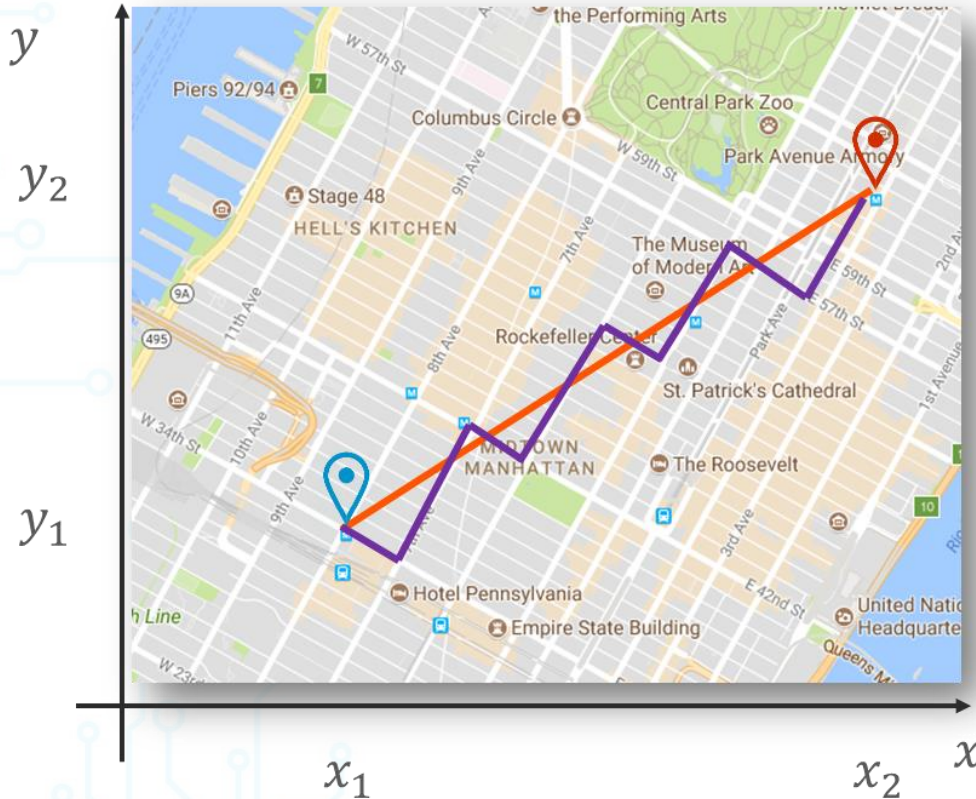 y
the Performing Arts
W 57th St
7
Piers 92/94
Columbus Circle
Central Park Zoo
W 59th St
Park Avenue Armory
y₂
Stage 48
9th Ave
HELL'S KITCHEN
7th Ave
The Museum
of Modern Art
2nd
E 59th St
9A
11th Ave
E 57th St
Park Ave
495
8th Ave
Rockefeller Center
St. Patrick's Cathedral
1st Avenue
W 34th St
10th Ave
MIDTOWN
MANHATTAN
The Roosevelt
9th Ave
10
y₁
3rd Ave
Hotel Pennsylvania
E 42nd St
h Line
Empire State Building
United Natio
Headquarte
Queens
W 23rd
x
x₁
x₂